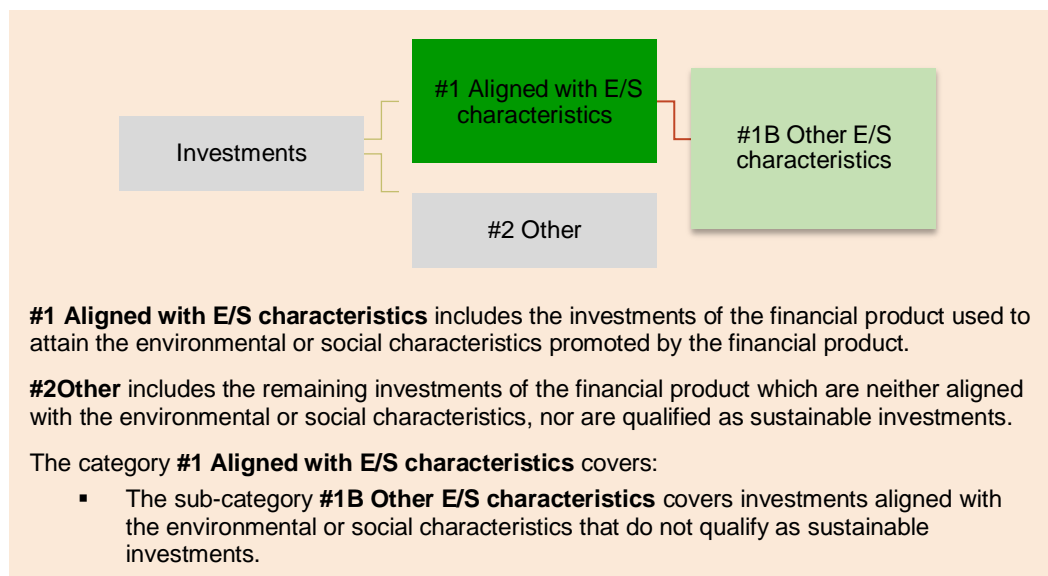 #1 Aligned with E/S
characteristics
#1B Other E/S
characteristics
Investments
#2 Other
#1 Aligned with E/S characteristics includes the investments of the financial product used to
attain the environmental or social characteristics promoted by the financial product.
#2Other includes the remaining investments of the financial product which are neither aligned
with the environmental or social characteristics, nor are qualified as sustainable investments.
The category #1 Aligned with E/S characteristics covers:
▪ The sub-category #1B Other E/S characteristics covers investments aligned with
the environmental or social characteristics that do not qualify as sustainable
investments.